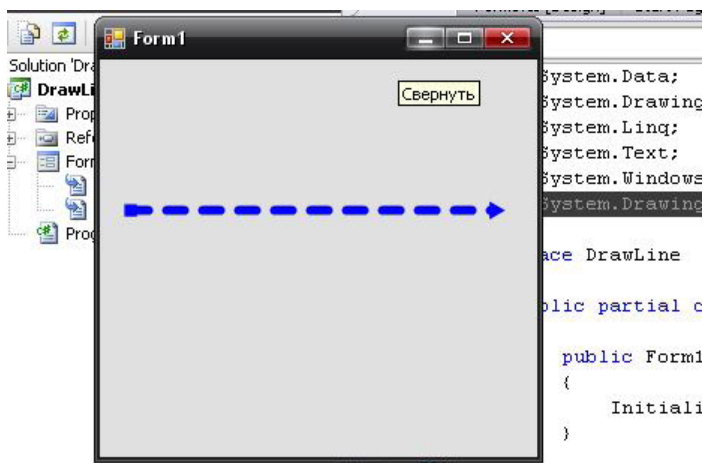 Form1
Solution 'Dra
DrawLi
Prop
Refe
Form
Prog
Свернуть
System.Data;
System.Drawing
System.Linq;
System.Text;
System.Windows
System.Drawing
ace DrawLine
blic partial c
public Form1
{
Initiali
}